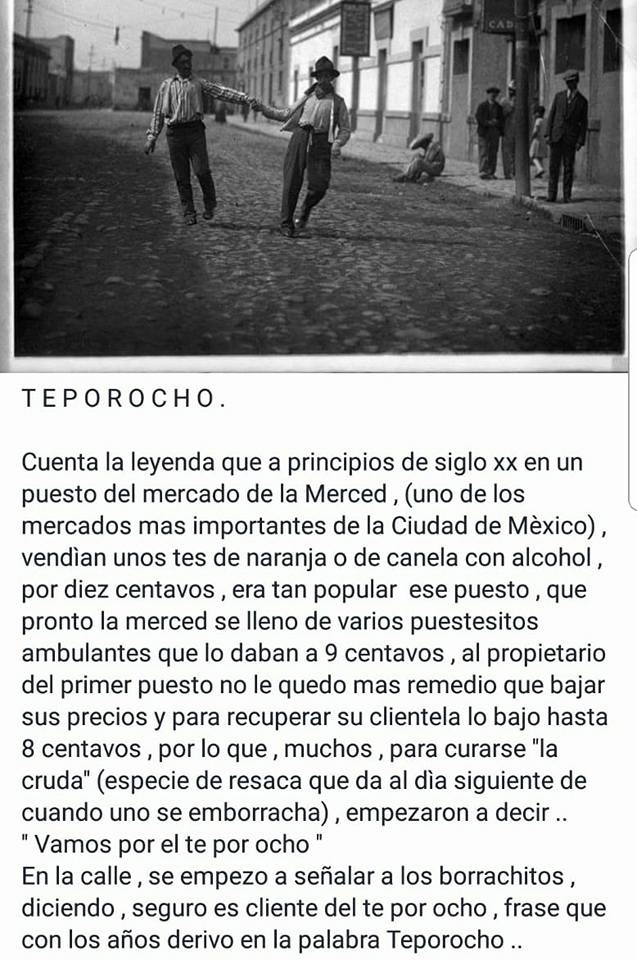 CAD
TEPOROCHO.
Cuenta la leyenda que a principios de siglo xx en un
puesto del mercado de la Merced , (uno de los
mercados mas importantes de la Ciudad de Mèxico) ,
vendìan unos tes de naranja o de canela con alcohol ,
por diez centavos , era tan popular  ese puesto , que
pronto la merced se lleno de varios puestesitos
ambulantes que lo daban a 9 centavos , al propietario
del primer puesto no le quedo mas remedio que bajar
sus precios y para recuperar su clientela lo bajo hasta
8 centavos , por lo que , muchos , para curarse "la
cruda" (especie de resaca que da al dìa siguiente de
cuando uno se emborracha) , empezaron a decir ..
" Vamos por el te por ocho "
En la calle , se empezo a señalar a los borrachitos ,
diciendo , seguro es cliente del te por ocho , frase que
con los años derivo en la palabra Teporocho ..